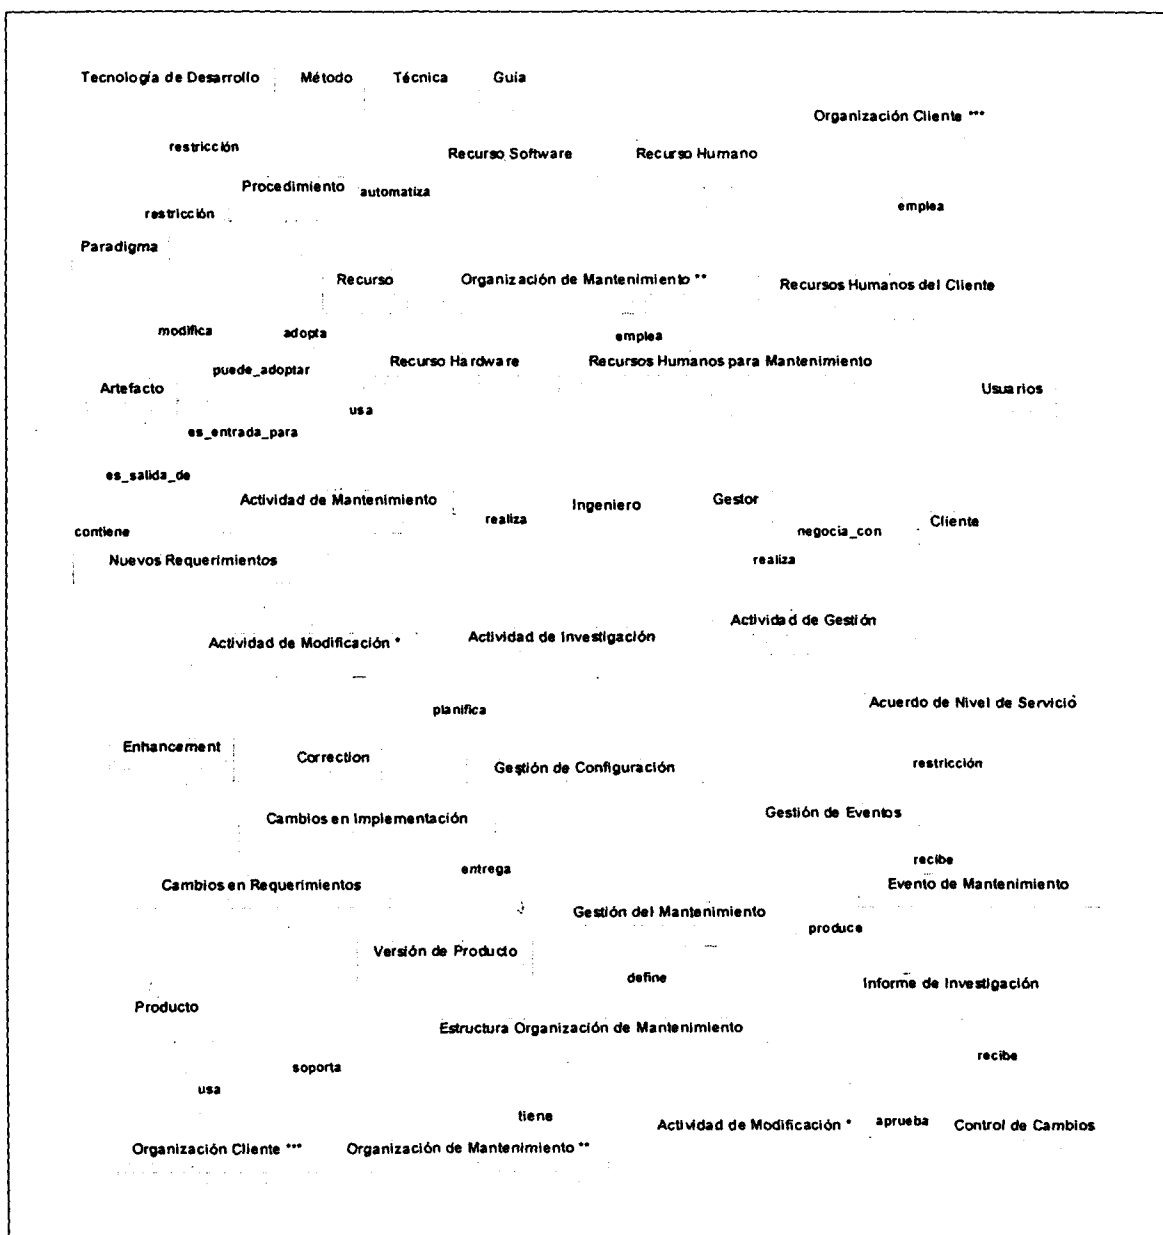 Tecnología de Desarrollo
Método
Técnica
Guía
Organización Cliente ***
restricción
Recurso Software
Recurso Humano
Procedimiento
automatiza
restricción
emplea
Paradigma
Recurso
Organización de Mantenimiento **
Recursos Humanos del Cliente
modifica
adopta
emplea
puede_adoptar
Recurso Hardware
Recursos Humanos para Mantenimiento
Artefacto
Usuarios
usa
es_entrada_para
es_salida_de
Actividad de Mantenimiento
realiza
Ingeniero
Gestor
negocia_con
Cliente
contiene
Nuevos Requerimientos
realiza
Actividad de Modificación *
Actividad de Investigación
Actividad de Gestión
planifica
Acuerdo de Nivel de Servicio
Enhancement
Correction
Gestión de Configuración
restricción
Cambios en Implementación
Gestión de Eventos
entrega
recibe
Cambios en Requerimientos
Evento de Mantenimiento
Gestión del Mantenimiento
produce
Versión de Producto
define
Informe de Investigación
Producto
Estructura Organización de Mantenimiento
soporta
recibe
usa
tiene
Actividad de Modificación *
aprueba
Control de Cambios
Organización Cliente ***
Organización de Mantenimiento **